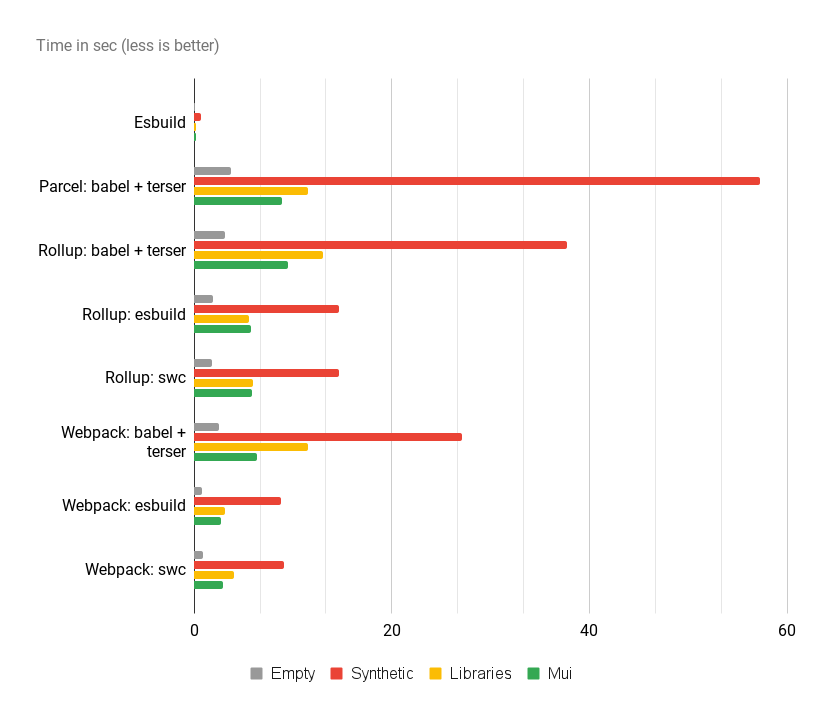 Time in sec (less is better)
Esbuild
Parcel: babel + terser
Rollup: babel + terser
Rollup: esbuild
Rollup: swc
Webpack: babel +
terser
Webpack: esbuild
Webpack: swc
0 20 40 60
Empty Synthetic Libraries Mui